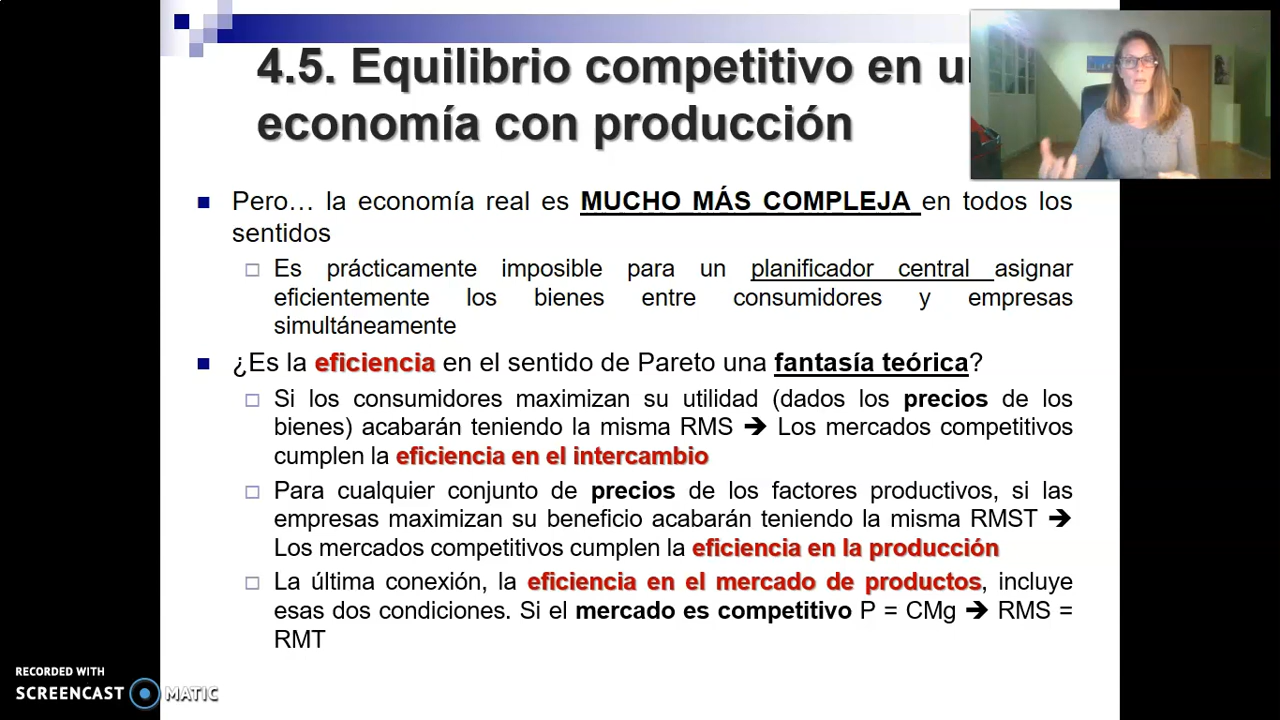 4.5. Equilibrio competitivo en
economía con producción
Pero… la economía real es MUCHO MÁS COMPLEJA en todos los
sentidos
Es prácticamente imposible para un planificador central asignar
eficientemente los bienes entre consumidores y empresas
simultáneamente
¿Es la eficiencia en el sentido de Pareto una fantasía teórica?
Si los consumidores maximizan su utilidad (dados los precios de los
bienes) acabarán teniendo la misma RMS ➔ Los mercados competitivos
cumplen la eficiencia en el intercambio
Para cualquier conjunto de precios de los factores productivos, si las
empresas maximizan su beneficio acabarán teniendo la misma RMST ➔
Los mercados competitivos cumplen la eficiencia en la producción
La última conexión, la eficiencia en el mercado de productos, incluye
esas dos condiciones. Si el mercado es competitivo P = CMg ➔ RMS =
RMT
RECORDED WITH
SCREENCAST MATIC